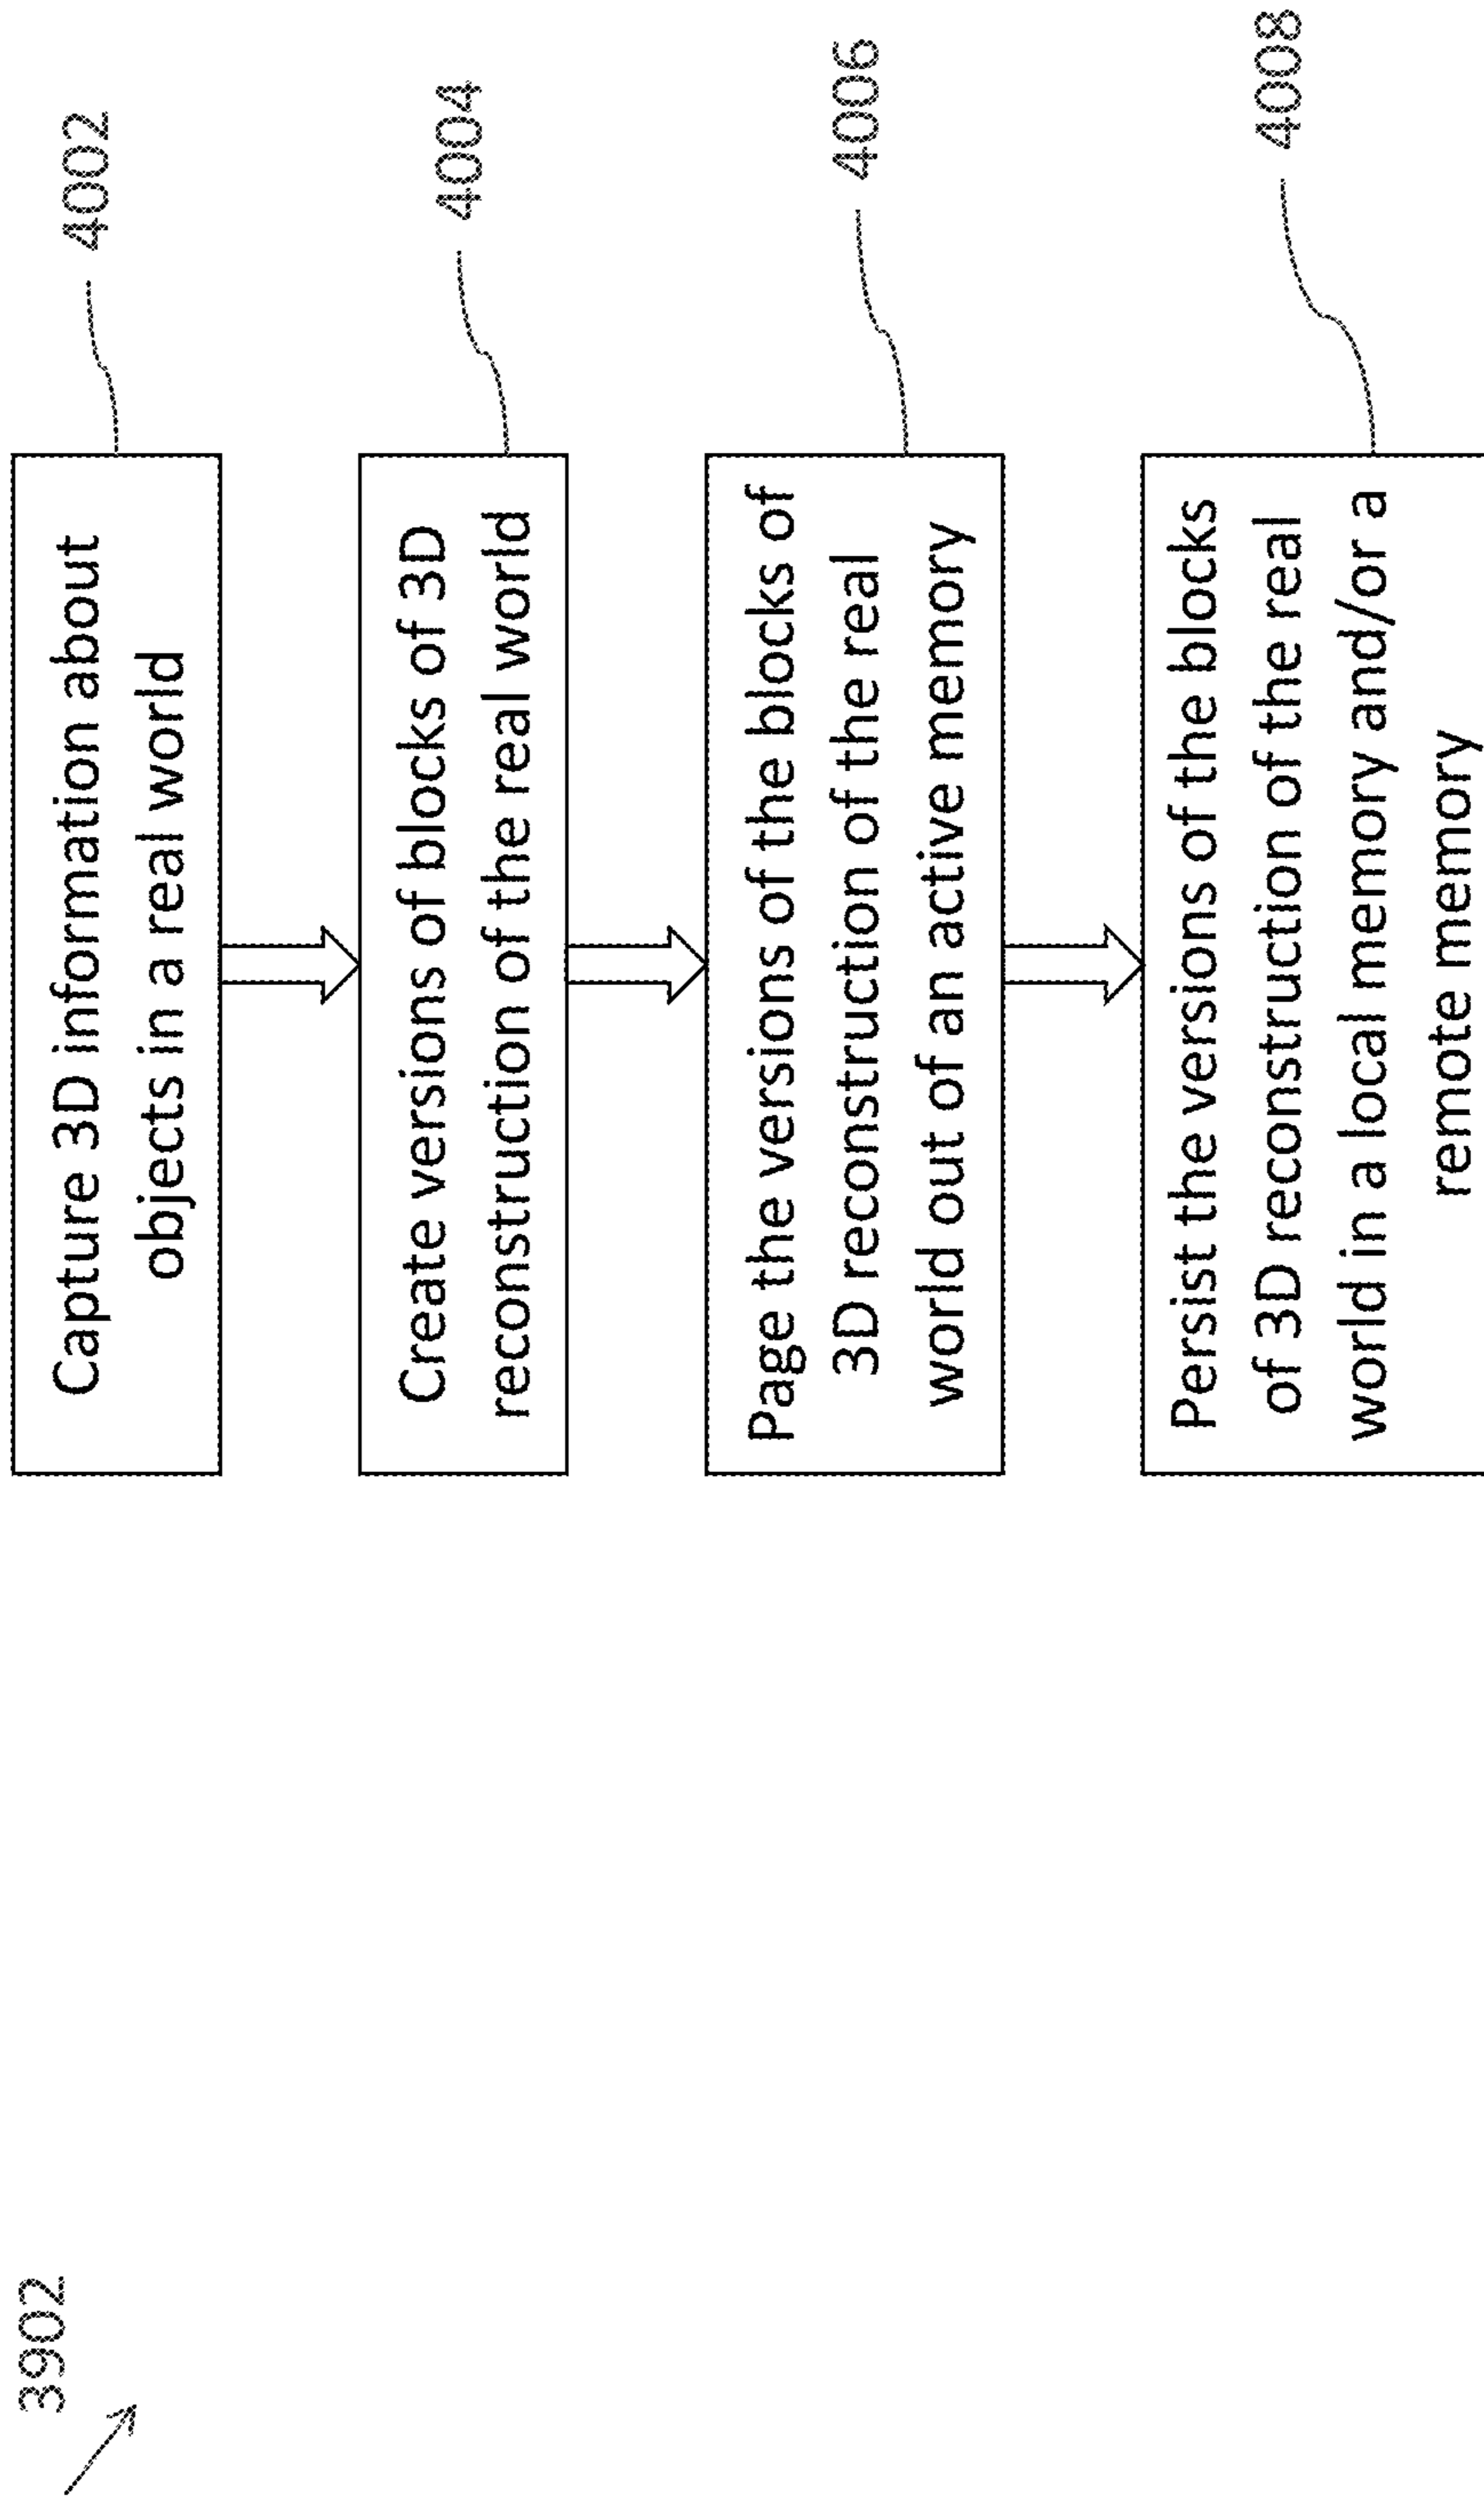 3902
Capture 3D information about
objects in a real world
4002
Create versions of blocks of 3D
reconstruction of the real world
4004
Page the versions of the blocks of
3D reconstruction of the real
world out of an active memory
4006
Persist the versions of the blocks
of 3D reconstruction of the real
world in a local memory and/or a
remote memory
4008